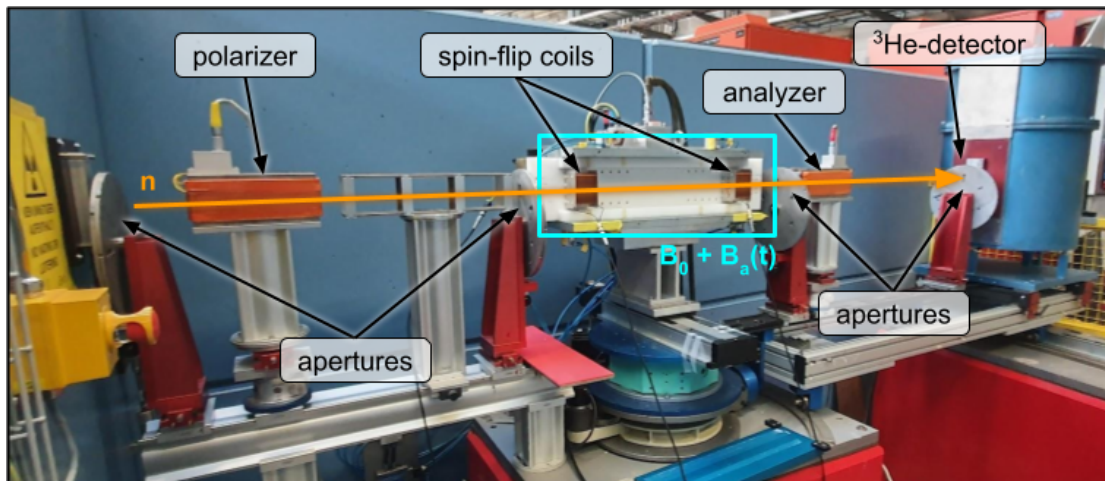 polarizer
spin-flip coils
³He-detector
analyzer
n
B₀ + Bₐ(t)
apertures
apertures